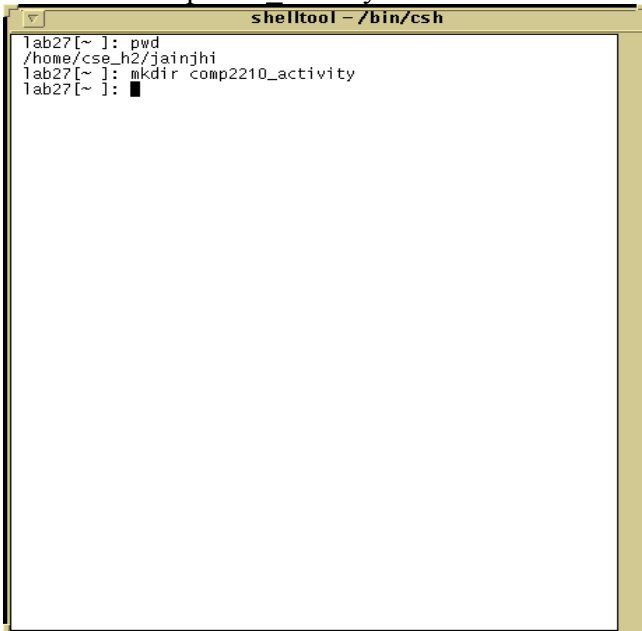 shelltool – /bin/csh
lab27[~ ]: pwd
/home/cse_h2/jainjhi
lab27[~ ]: mkdir comp2210_activity
lab27[~ ]: